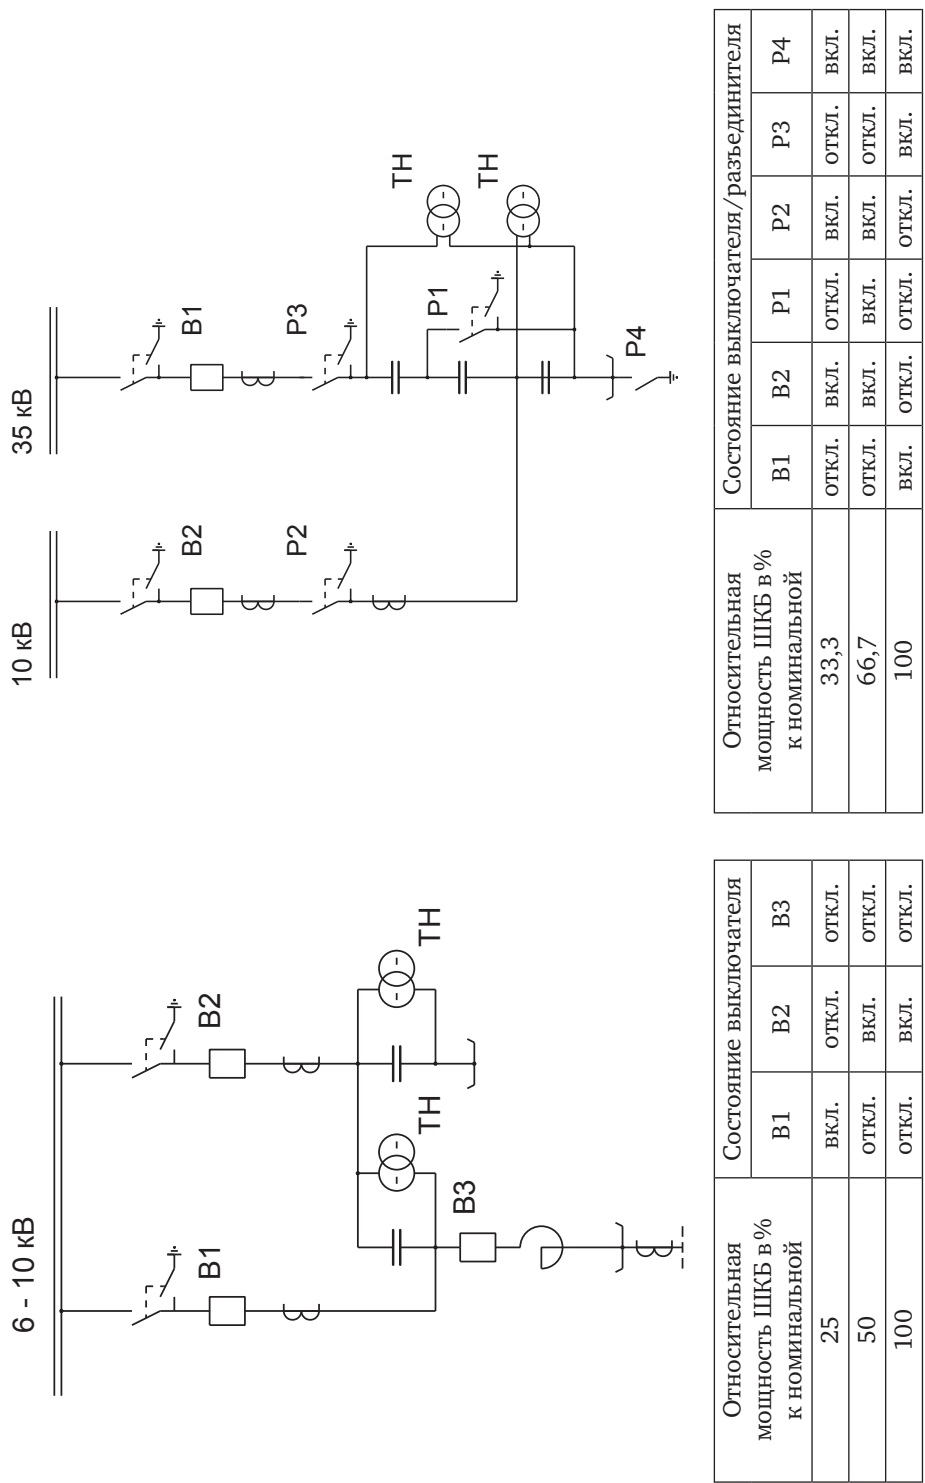 6 - 10 кВ
В1
В2
ТН
ТН
В3
10 кВ
35 кВ
В2
В1
Р2
Р3
ТН
Р1
ТН
Р4
Относительная
мощность ШКБ в %
к номинальной
Состояние выключателя
В1 В2 В3
25 вкл. откл. откл.
50 откл. вкл. откл.
100 откл. вкл. откл.
Относительная
мощность ШКБ в %
к номинальной
Состояние выключателя/разъединителя
В1 В2 Р1 Р2 Р3 Р4
33,3 откл. вкл. откл. вкл. откл. вкл.
66,7 откл. вкл. вкл. вкл. откл. вкл.
100 вкл. откл. откл. откл. вкл. вкл.